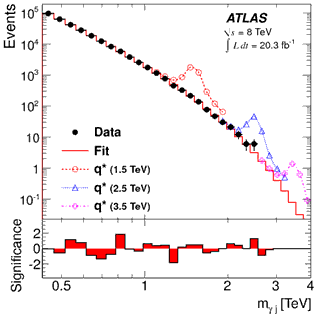 Events
10⁵
10⁴
10³
10²
10
1
10⁻¹
ATLAS
√s = 8 TeV
∫ L dt = 20.3 fb⁻¹
Data
Fit
q* (1.5 TeV)
q* (2.5 TeV)
q* (3.5 TeV)
Significance
2
0
-2
0.5 1 2 3 4
mγj [TeV]